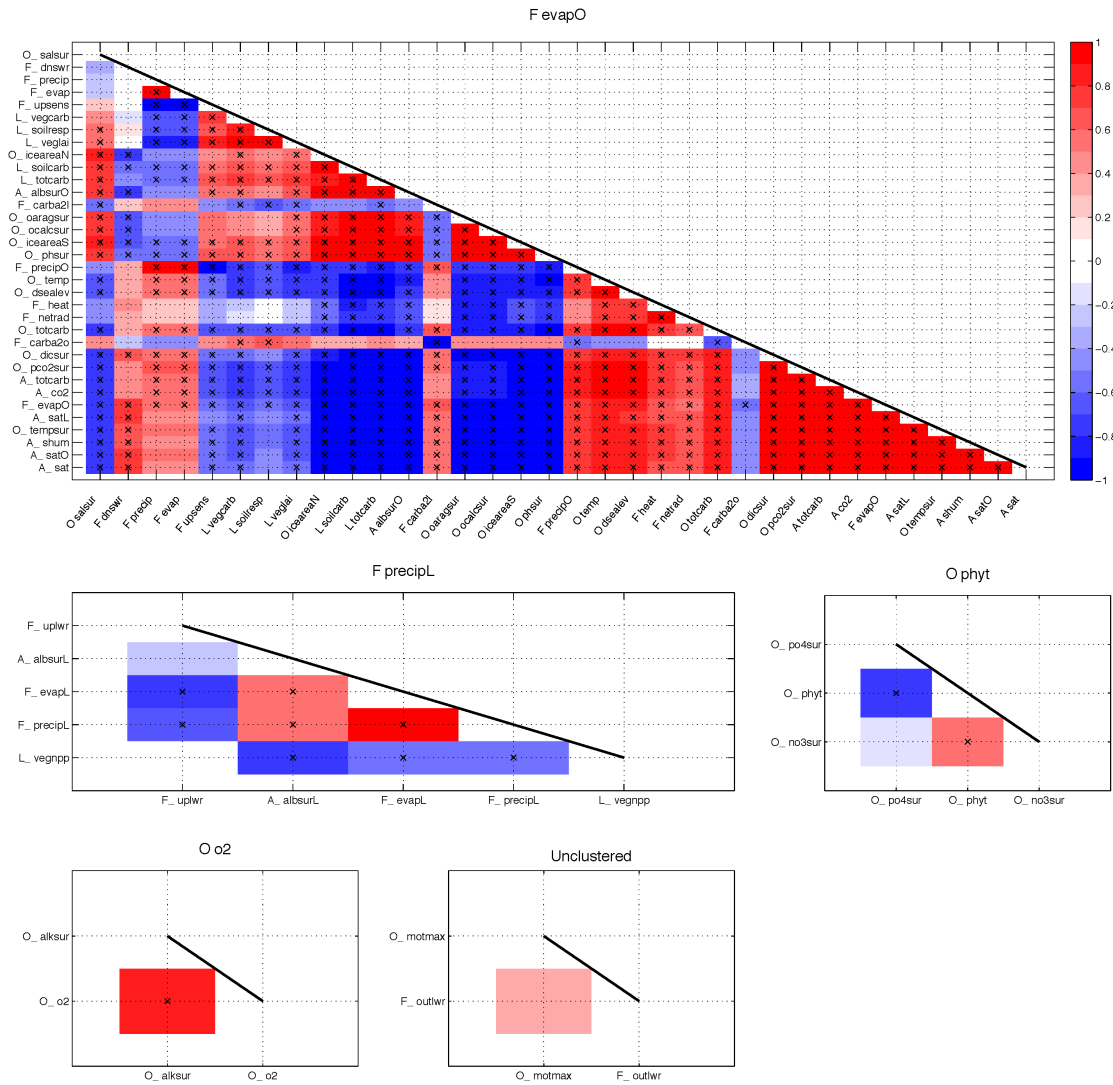 F evapO
O_ salsur
F_ dnswr
F_ precip
F_ evap
F_ upsens
L_ vegcarb
L_ soilresp
L_ veglai
O_ iceareaN
L_ soilcarb
L_ totcarb
A_ albsurO
F_ carba2l
O_ oaragsur
O_ ocalcsur
O_ iceareaS
O_ phsur
F_ precipO
O_ temp
O_ dsealev
F_ heat
F_ netrad
O_ totcarb
F_ carba2o
O_ dicsur
O_ pco2sur
A_ totcarb
A_ co2
F_ evapO
A_ satL
O_ tempsur
A_ shum
A_ satO
A_ sat
1
0.8
0.6
0.4
0.2
0
-0.2
-0.4
-0.6
-0.8
-1
O salsur
F dnswr
F precip
F evap
F upsens
L vegcarb
L soilresp
L veglai
O iceareaN
L soilcarb
L totcarb
A albsurO
F carba2l
O oaragsur
O ocalcsur
O iceareaS
O phsur
F precipO
O temp
O dsealev
F heat
F netrad
O totcarb
F carba2o
O dicsur
O pco2sur
A totcarb
A co2
F evapO
A satL
O tempsur
A shum
A satO
A sat
F precipL
F_ uplwr
A_ albsurL
F_ evapL
F_ precipL
L_ vegnpp
F_ uplwr A_ albsurL F_ evapL F_ precipL L_ vegnpp
O phyt
O_ po4sur
O_ phyt
O_ no3sur
O_ po4sur O_ phyt O_ no3sur
O o2
O_ alksur
O_ o2
O_ alksur O_ o2
Unclustered
O_ motmax
F_ outlwr
O_ motmax F_ outlwr